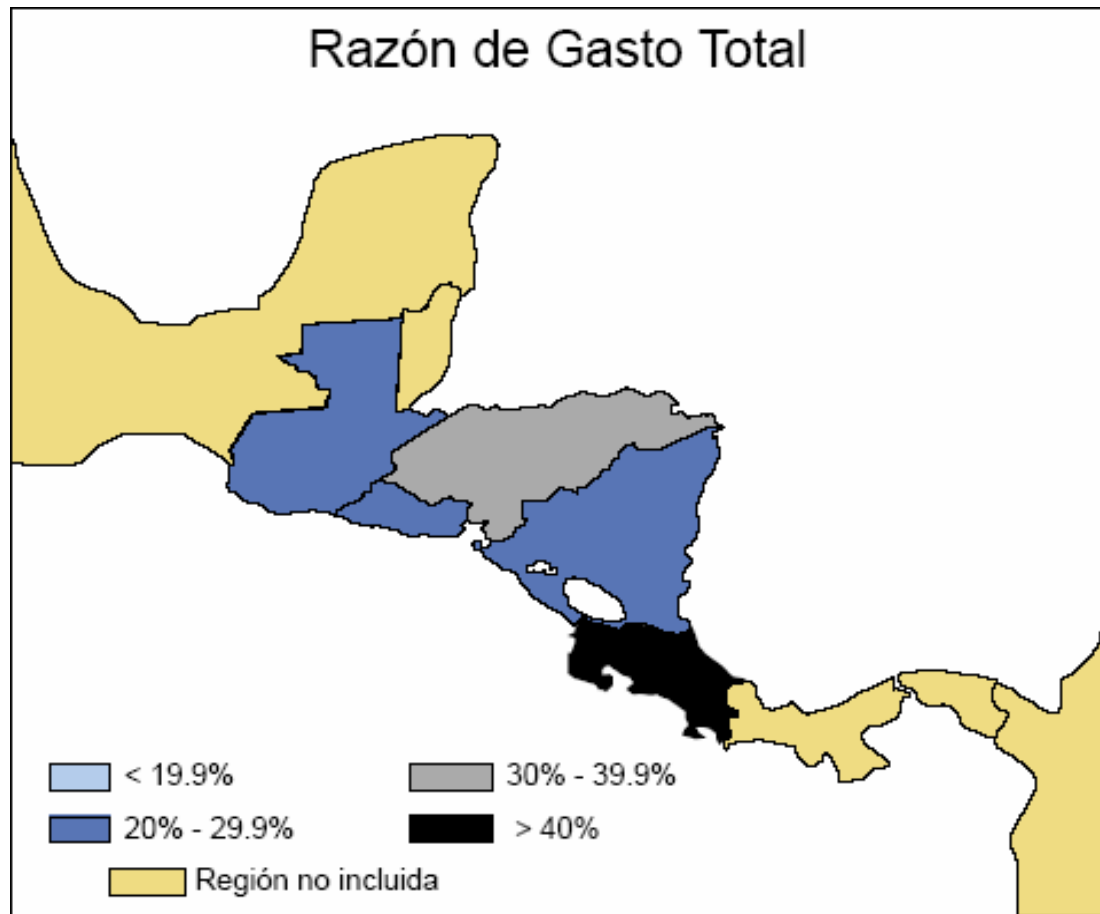 Razón de Gasto Total
< 19.9%
30% - 39.9%
20% - 29.9%
> 40%
Región no incluida